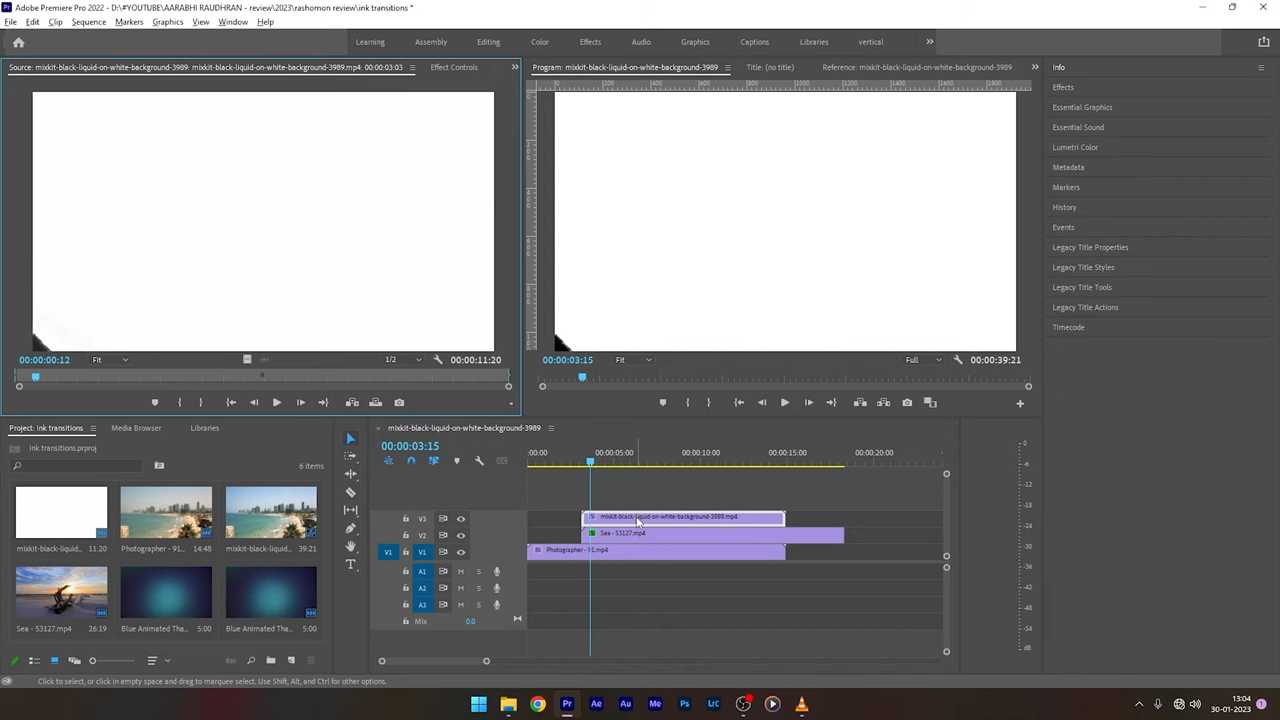 Adobe Premiere Pro 2022 - D:\#YOUTUBE\AARABHI RAUDHRAN - review\2023\rashomon review\ink transitions *
File Edit Clip Sequence Markers Graphics View Window Help
Learning Assembly Editing Color Effects Audio Graphics Captions Libraries vertical
Source: mixkit-black-liquid-on-white-background-3989: mixkit-black-liquid-on-white-background-3989.mp4: 00:00:03:03 Effect Controls
Program: mixkit-black-liquid-on-white-background-3989 Title: (no title) Reference: mixkit-black-liquid-on-white-background-3989
Info
Effects
Essential Graphics
Essential Sound
Lumetri Color
Metadata
Markers
History
Events
Legacy Title Properties
Legacy Title Styles
Legacy Title Tools
Legacy Title Actions
Timecode
00:00:00:12 Fit 1/2 00:00:11:20
00:00:03:15 Fit Full 00:00:39:21
Project: ink transitions Media Browser Libraries
ink transitions.prproj
6 items
mixkit-black-liquid... 11:20 Photographer - 91... 14:48 mixkit-black-liquid... 39:21
Sea - 53127.mp4 26:19 Blue Animated Tha... 5:00 Blue Animated Tha... 5:00
mixkit-black-liquid-on-white-background-3989
00:00:03:15
:00:00 00:00:05:00 00:00:10:00 00:00:15:00 00:00:20:00
V3 mixkit-black-liquid-on-white-background-3989.mp4
V2 Sea - 53127.mp4
V1 V1 Photographer - 91.mp4
A1 M S
A2 M S
A3 M S
Mix 0.0
0
-6
-12
-18
-24
-30
-36
-42
-48
-54
dB
Click to select, or click in empty space and drag to marquee select. Use Shift, Alt, and Ctrl for other options.
13:04
30-01-2023